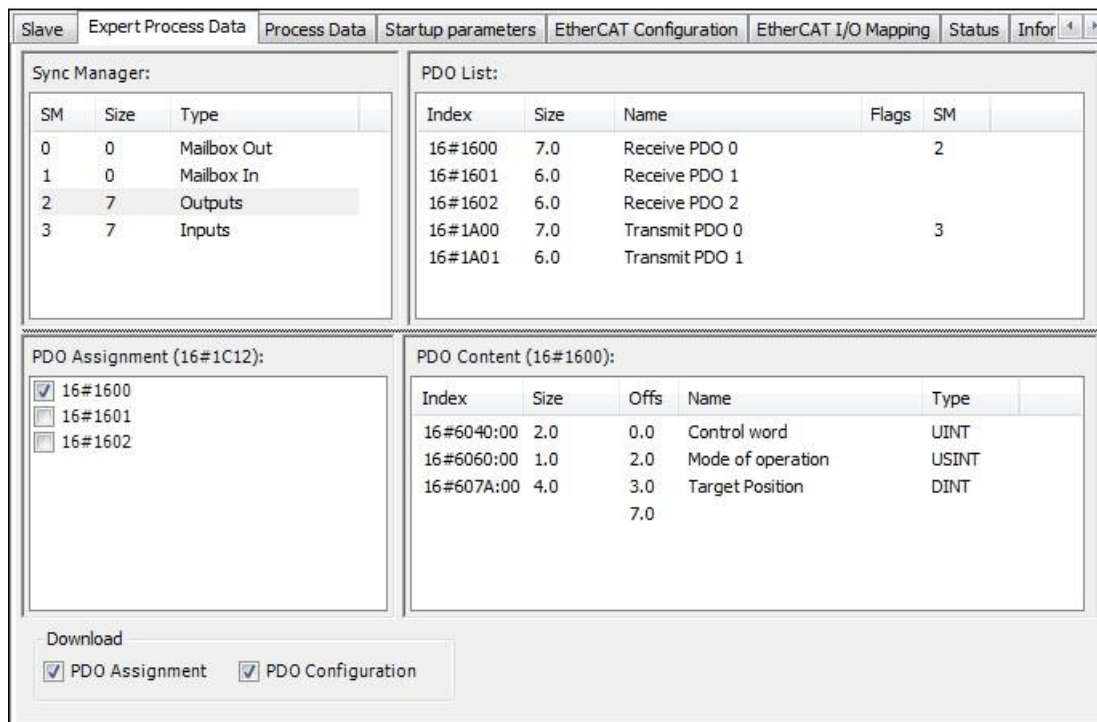 Slave Expert Process Data Process Data Startup parameters EtherCAT Configuration EtherCAT I/O Mapping Status Infor
Sync Manager:
SM Size Type
0 0 Mailbox Out
1 0 Mailbox In
2 7 Outputs
3 7 Inputs
PDO List:
Index Size Name Flags SM
16#1600 7.0 Receive PDO 0 2
16#1601 6.0 Receive PDO 1
16#1602 6.0 Receive PDO 2
16#1A00 7.0 Transmit PDO 0 3
16#1A01 6.0 Transmit PDO 1
PDO Assignment (16#1C12):
16#1600
16#1601
16#1602
PDO Content (16#1600):
Index Size Offs Name Type
16#6040:00 2.0 0.0 Control word UINT
16#6060:00 1.0 2.0 Mode of operation USINT
16#607A:00 4.0 3.0 Target Position DINT
7.0
Download
PDO Assignment PDO Configuration